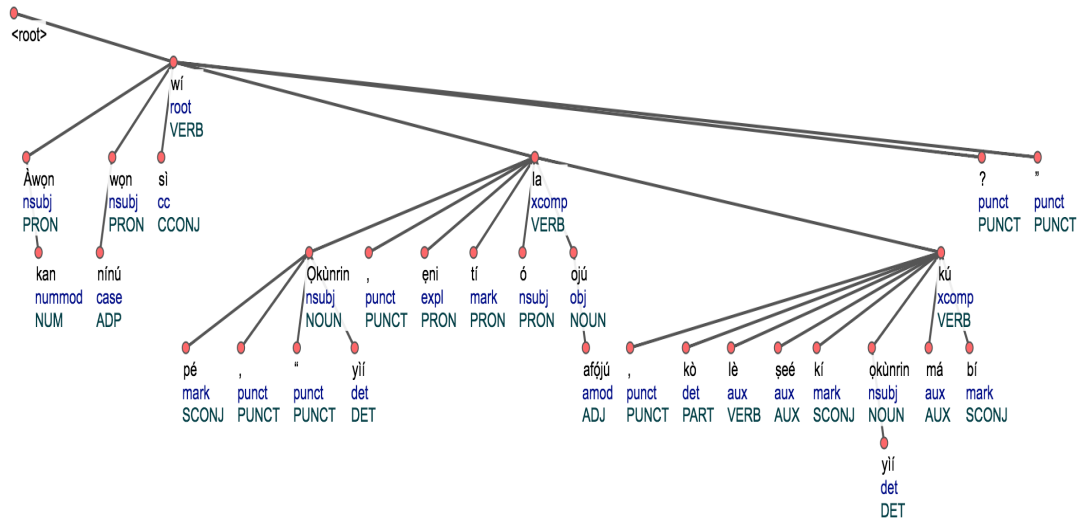 <root>
wí
root
VERB
Àwọn
nsubj
PRON
wọn
nsubj
PRON
sì
cc
CCONJ
la
xcomp
VERB
?
punct
PUNCT
”
punct
PUNCT
kan
nummod
NUM
nínú
case
ADP
Ọkùnrin
nsubj
NOUN
,
punct
PUNCT
ẹni
expl
PRON
tí
mark
PRON
ó
nsubj
PRON
ojú
obj
NOUN
kú
xcomp
VERB
pé
mark
SCONJ
,
punct
PUNCT
“
punct
PUNCT
yìí
det
DET
afọ́jú
amod
ADJ
,
punct
PUNCT
kò
det
PART
lè
aux
VERB
ṣeé
aux
AUX
kí
mark
SCONJ
ọkùnrin
nsubj
NOUN
má
aux
AUX
bí
mark
SCONJ
yìí
det
DET